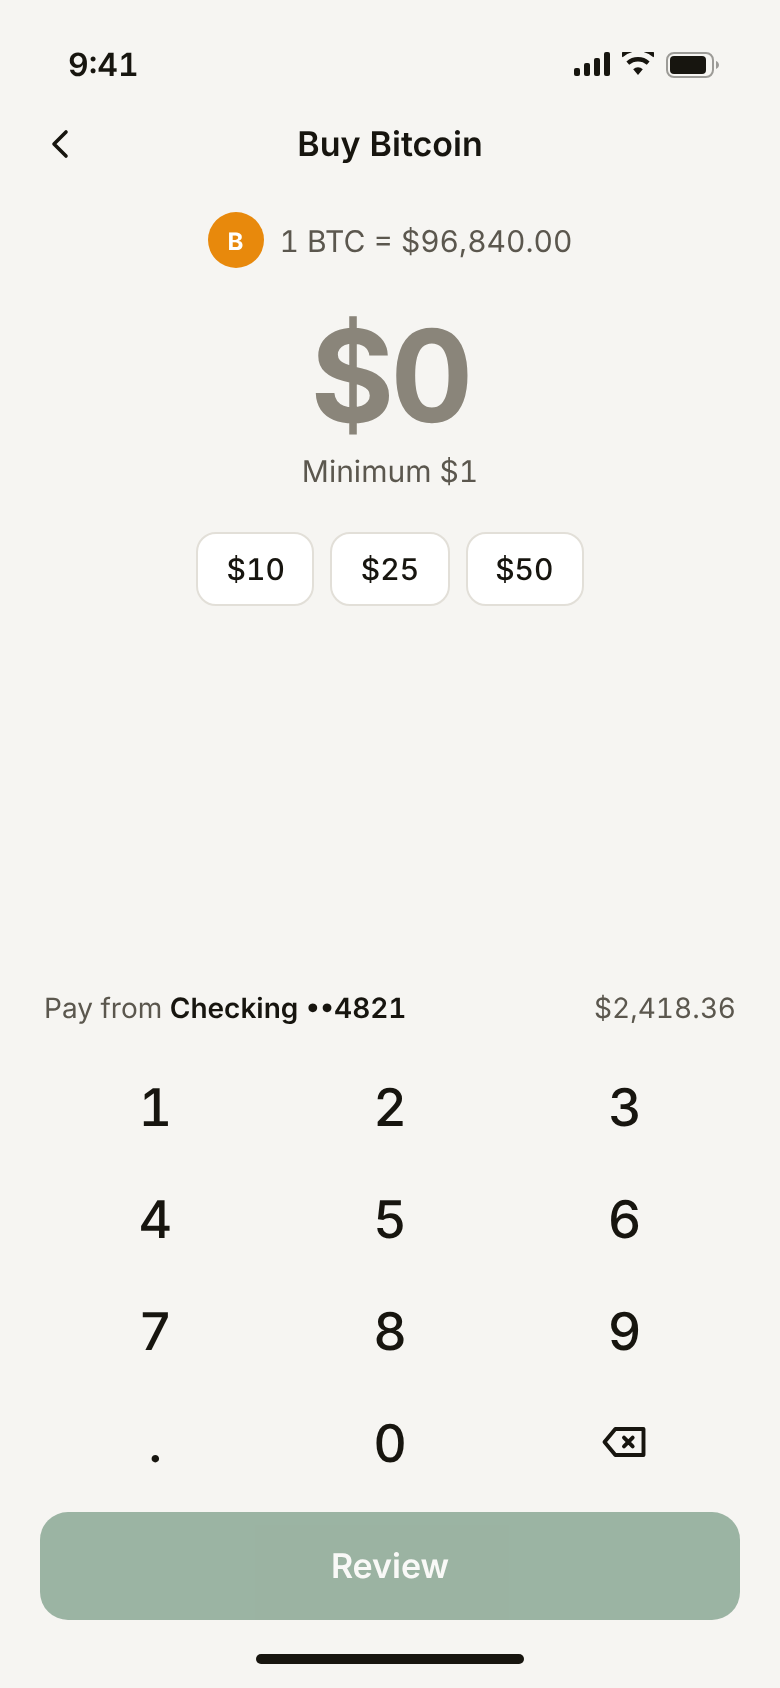 9:41
Buy Bitcoin
B 1 BTC = $96,840.00
$0
Minimum $1
$10 $25 $50
Pay from Checking ••4821 $2,418.36
1 2 3
4 5 6
7 8 9
. 0
Review